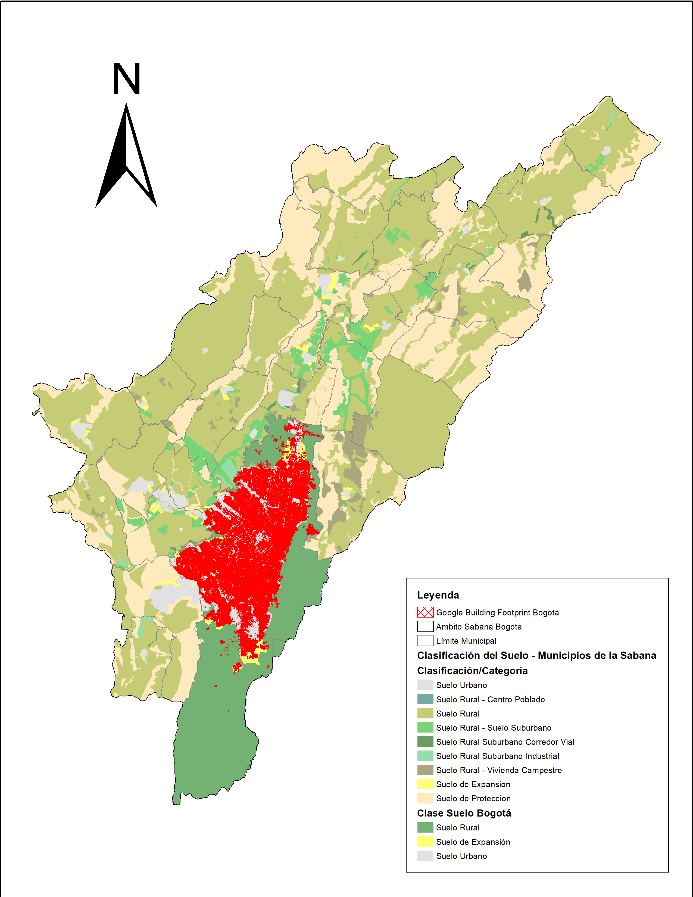 N
Leyenda
Google Building Footprint Bogota
Ambito Sabana Bogota
Límite Municipal
Clasificación del Suelo - Municipios de la Sabana
Clasificación/Categoria
Suelo Urbano
Suelo Rural - Centro Poblado
Suelo Rural
Suelo Rural - Suelo Suburbano
Suelo Rural Suburbano Corredor Vial
Suelo Rural Suburbano Industrial
Suelo Rural - Vivienda Campestre
Suelo de Expansión
Suelo de Proteccion
Clase Suelo Bogotá
Suelo Rural
Suelo de Expansión
Suelo Urbano